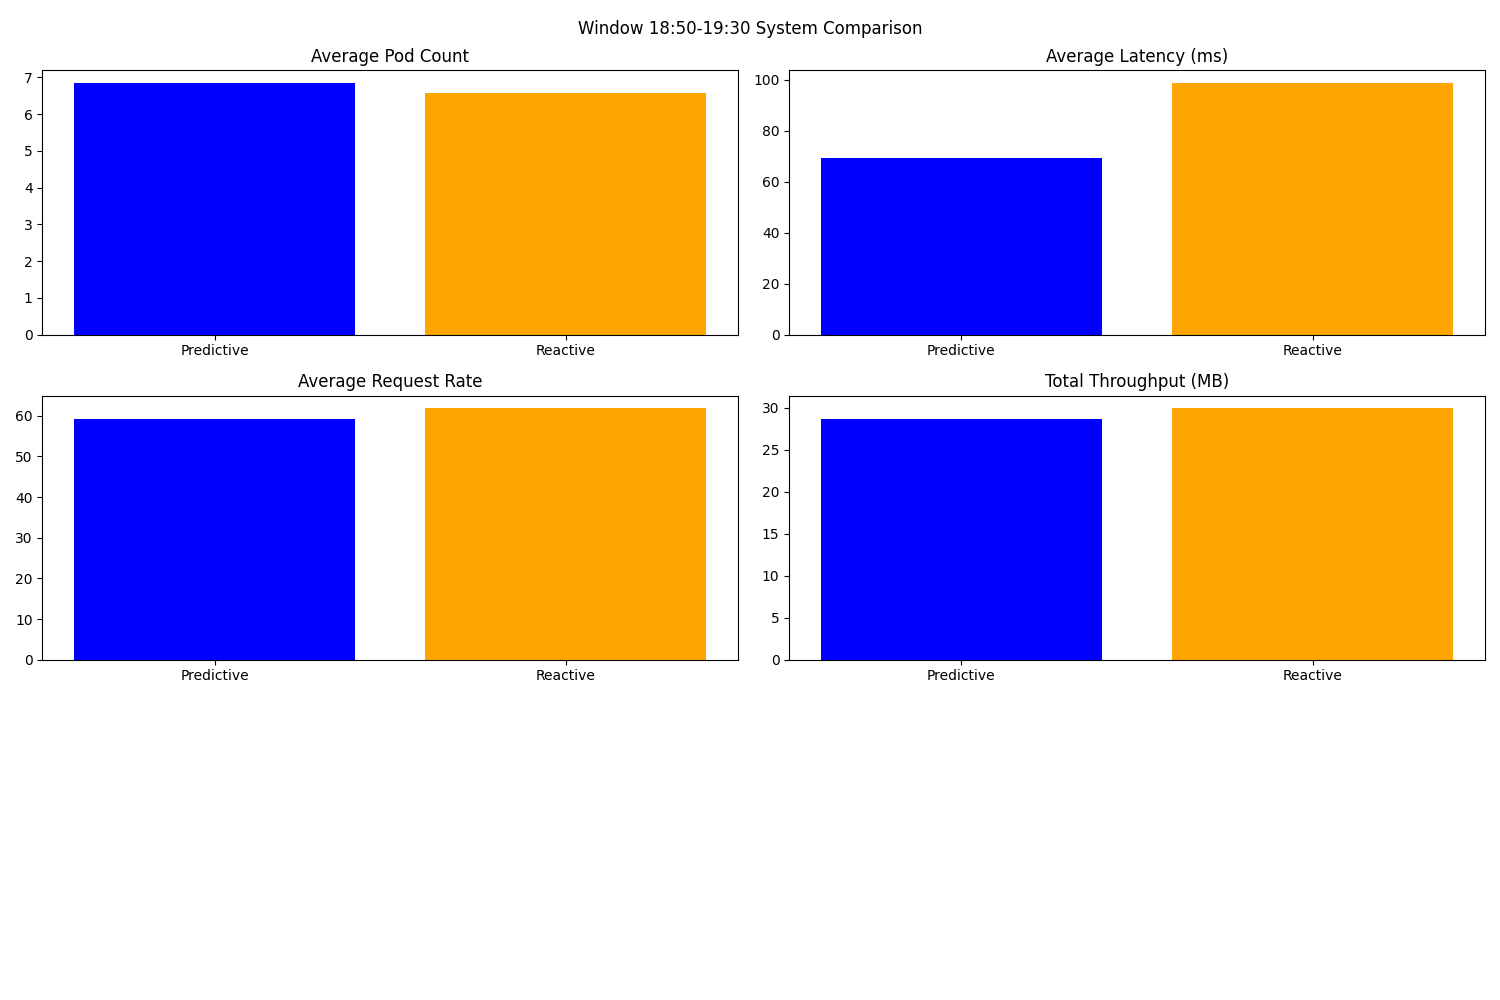 Window 18:50-19:30 System Comparison
Average Pod Count
7
6
5
4
3
2
1
0
Predictive
Reactive
Average Latency (ms)
100
80
60
40
20
0
Predictive
Reactive
Average Request Rate
60
50
40
30
20
10
0
Predictive
Reactive
Total Throughput (MB)
30
25
20
15
10
5
0
Predictive
Reactive